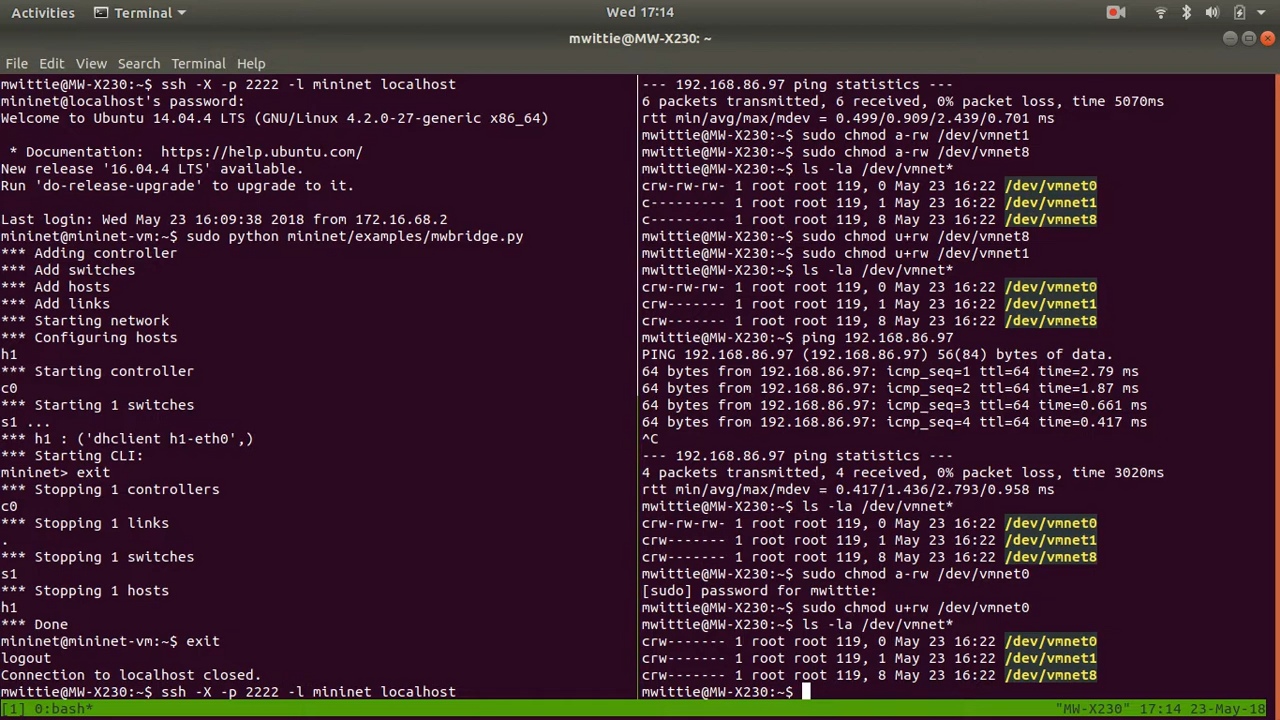 Activities Terminal Wed 17:14
mwittie@MW-X230: ~
File Edit View Search Terminal Help
mwittie@MW-X230:~$ ssh -X -p 2222 -l mininet localhost
mininet@localhost's password:
Welcome to Ubuntu 14.04.4 LTS (GNU/Linux 4.2.0-27-generic x86_64)
* Documentation: https://help.ubuntu.com/
New release '16.04.4 LTS' available.
Run 'do-release-upgrade' to upgrade to it.
Last login: Wed May 23 16:09:38 2018 from 172.16.68.2
mininet@mininet-vm:~$ sudo python mininet/examples/mwbridge.py
*** Adding controller
*** Add switches
*** Add hosts
*** Add links
*** Starting network
*** Configuring hosts
h1
*** Starting controller
c0
*** Starting 1 switches
s1 ...
*** h1 : ('dhclient h1-eth0',)
*** Starting CLI:
mininet> exit
*** Stopping 1 controllers
c0
*** Stopping 1 links
.
*** Stopping 1 switches
s1
*** Stopping 1 hosts
h1
*** Done
mininet@mininet-vm:~$ exit
logout
Connection to localhost closed.
mwittie@MW-X230:~$ ssh -X -p 2222 -l mininet localhost
--- 192.168.86.97 ping statistics ---
6 packets transmitted, 6 received, 0% packet loss, time 5070ms
rtt min/avg/max/mdev = 0.499/0.909/2.439/0.701 ms
mwittie@MW-X230:~$ sudo chmod a-rw /dev/vmnet1
mwittie@MW-X230:~$ sudo chmod a-rw /dev/vmnet8
mwittie@MW-X230:~$ ls -la /dev/vmnet*
crw-rw-rw- 1 root root 119, 0 May 23 16:22 /dev/vmnet0
c--------- 1 root root 119, 1 May 23 16:22 /dev/vmnet1
c--------- 1 root root 119, 8 May 23 16:22 /dev/vmnet8
mwittie@MW-X230:~$ sudo chmod u+rw /dev/vmnet8
mwittie@MW-X230:~$ sudo chmod u+rw /dev/vmnet1
mwittie@MW-X230:~$ ls -la /dev/vmnet*
crw-rw-rw- 1 root root 119, 0 May 23 16:22 /dev/vmnet0
crw------- 1 root root 119, 1 May 23 16:22 /dev/vmnet1
crw------- 1 root root 119, 8 May 23 16:22 /dev/vmnet8
mwittie@MW-X230:~$ ping 192.168.86.97
PING 192.168.86.97 (192.168.86.97) 56(84) bytes of data.
64 bytes from 192.168.86.97: icmp_seq=1 ttl=64 time=2.79 ms
64 bytes from 192.168.86.97: icmp_seq=2 ttl=64 time=1.87 ms
64 bytes from 192.168.86.97: icmp_seq=3 ttl=64 time=0.661 ms
64 bytes from 192.168.86.97: icmp_seq=4 ttl=64 time=0.417 ms
^C
--- 192.168.86.97 ping statistics ---
4 packets transmitted, 4 received, 0% packet loss, time 3020ms
rtt min/avg/max/mdev = 0.417/1.436/2.793/0.958 ms
mwittie@MW-X230:~$ ls -la /dev/vmnet*
crw-rw-rw- 1 root root 119, 0 May 23 16:22 /dev/vmnet0
crw------- 1 root root 119, 1 May 23 16:22 /dev/vmnet1
crw------- 1 root root 119, 8 May 23 16:22 /dev/vmnet8
mwittie@MW-X230:~$ sudo chmod a-rw /dev/vmnet0
[sudo] password for mwittie:
mwittie@MW-X230:~$ sudo chmod u+rw /dev/vmnet0
mwittie@MW-X230:~$ ls -la /dev/vmnet*
crw------- 1 root root 119, 0 May 23 16:22 /dev/vmnet0
crw------- 1 root root 119, 1 May 23 16:22 /dev/vmnet1
crw------- 1 root root 119, 8 May 23 16:22 /dev/vmnet8
mwittie@MW-X230:~$
[1] 0:bash* "MW-X230" 17:14 23-May-18